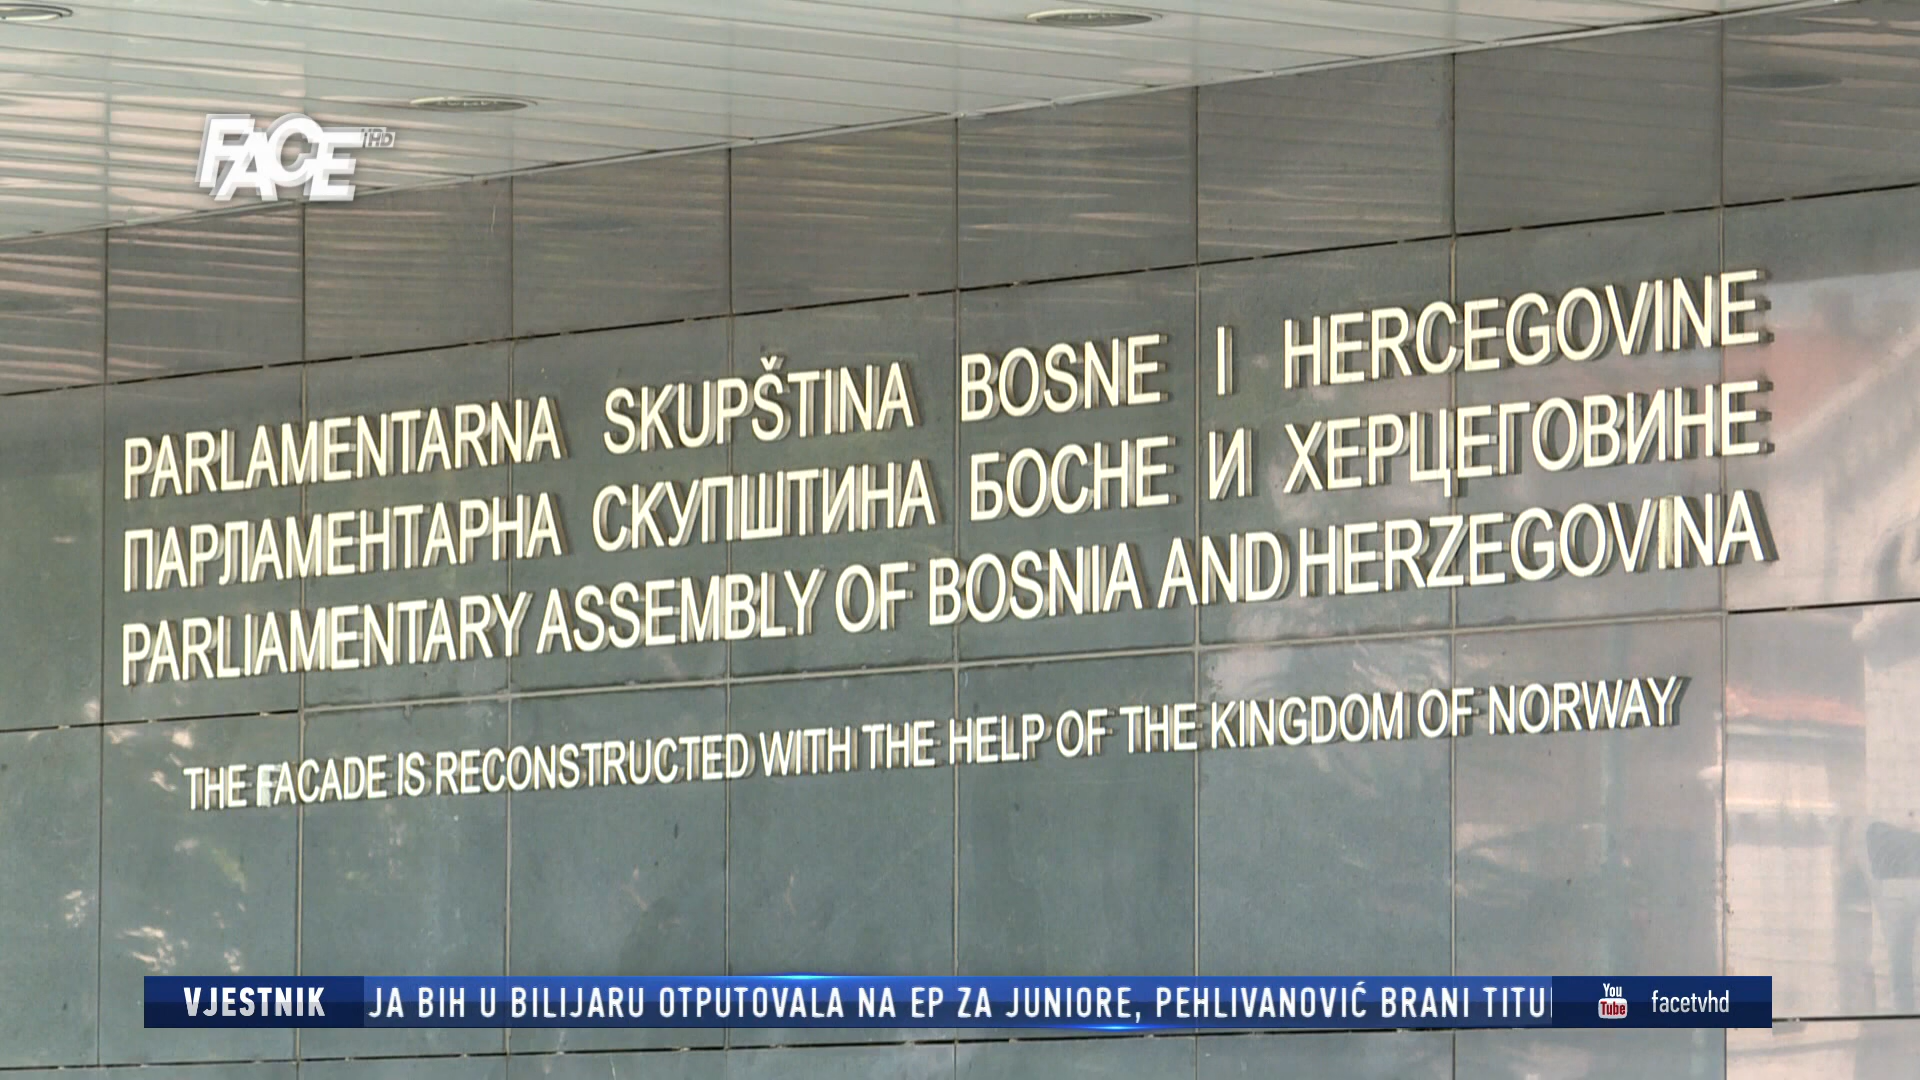 FACE HD
PARLAMENTARNA SKUPŠTINA BOSNE I HERCEGOVINE
ПАРЛАМЕНТАРНА СКУПШТИНА БОСНЕ И ХЕРЦЕГОВИНЕ
PARLIAMENTARY ASSEMBLY OF BOSNIA AND HERZEGOVINA
THE FACADE IS RECONSTRUCTED WITH THE HELP OF THE KINGDOM OF NORWAY
VJESTNIK JA BIH U BILIJARU OTPUTOVALA NA EP ZA JUNIORE, PEHLIVANOVIĆ BRANI TITU You Tube facetvhd